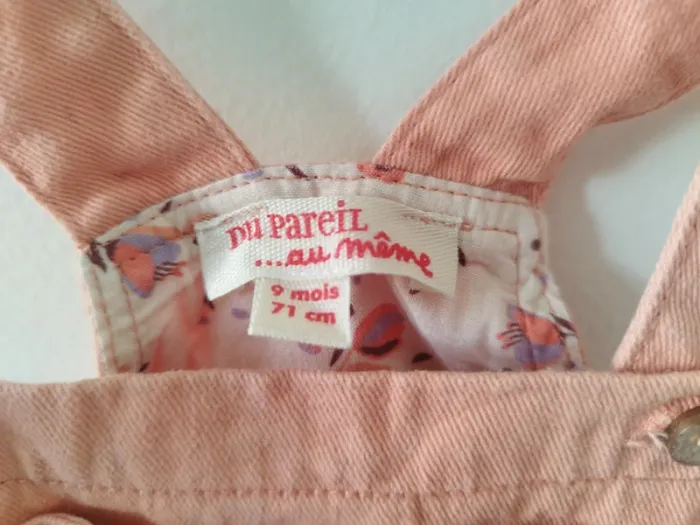 DU PAREIL
...au même
9 mois
71 cm